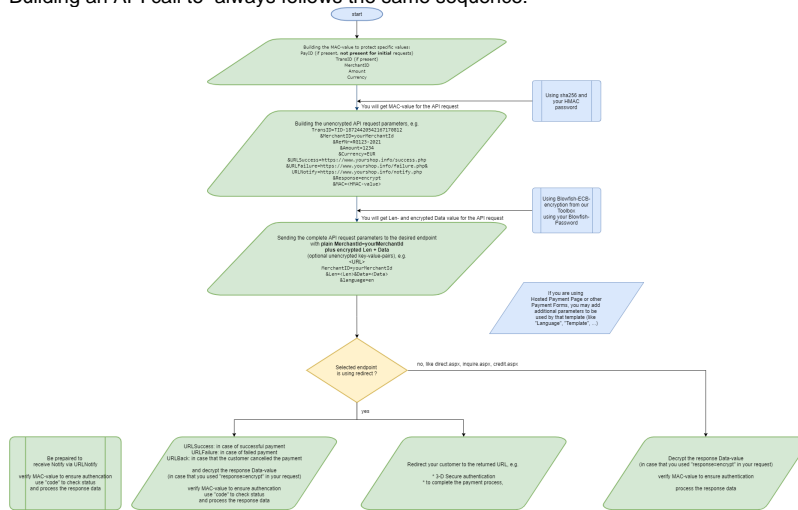 Building an API call to always follows the same sequence:
start
Building the MAC-value to protect specific values:
PayID (if present, not present for initial requests)
TransID (if present)
MerchantID
Amount
Currency
Using sha256 and
your HMAC
password
You will get MAC-value for the API request
Building the unencrypted API request parameters, e.g.
TransID=TID-18724420542167170612
&MerchantID=yourMerchantId
&RefNr=RO123-2021
&Amount=1234
&Currency=EUR
&URLSuccess=https://www.yourshop.info/success.php
&URLFailure=https://www.yourshop.info/failure.php&
URLNotify=https://www.yourshop.info/notify.php
&Response=encrypt
&MAC=<HMAC-value>
Using Blowfish-ECB-
encryption from our
Toolbox
using your Blowfish-
Password
You will get Len- and encrypted Data value for the API request
Sending the complete API request parameters to the desired endpoint
with plain MerchantId=yourMerchantId
plus encrypted Len + Data
(optional unencrypted key-value-pairs), e.g.
<URL>
MerchantID=yourMerchantId
&Len=<Len>&Data=<Data>
&language=en
If you are using
Hosted Payment Page or other
Payment Forms, you may add
additional parameters to be
used by that template (like
"Language", "Template", ...)
Selected endpoint
is using redirect ?
no, like direct.aspx, inquire.aspx, credit.aspx
yes
Be prepared to
receive Notify via URLNotify.
verify MAC-value to ensure authencation
use "code" to check status
and process the response data
URLSuccess: in case of successful payment
URLFailure: in case of failed payment
URLBack: in case that the customer cancelled the payment
and decrypt the response Data-value
(in case that you used "response=encrypt" in your request)
verify MAC-value to ensure authentication
use "code" to check status
and process the response data
Redirect your customer to the returned URL, e.g.
* 3-D Secure authentication
* to complete the payment process,
Decrypt the response Data-value
(in case that you used "response=encrypt" in your request)
verify MAC-value to ensure authentication
process the response data